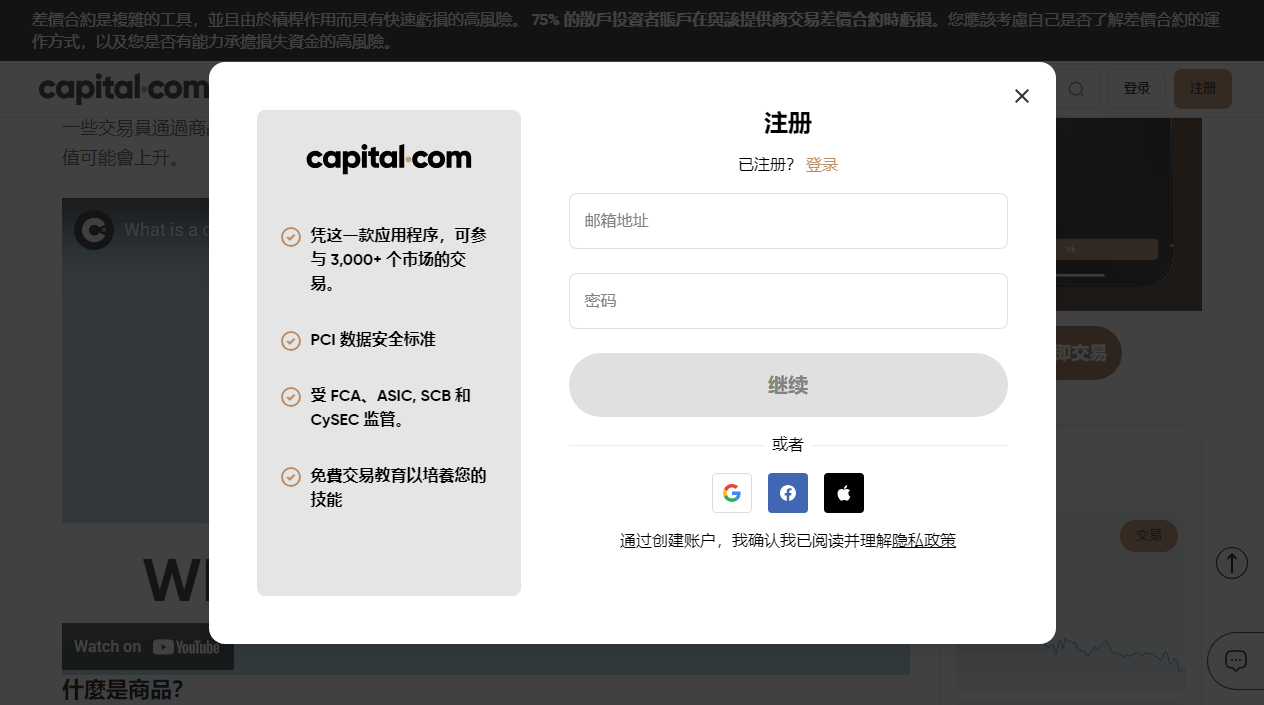 差價合約是複雜的工具，並且由於槓桿作用而具有快速虧損的高風險。 75% 的散戶投資者賬戶在與該提供商交易差價合約時虧損。您應該考慮自己是否了解差價合約的運
作方式，以及您是否有能力承擔損失資金的高風險。
capital·com
登录
注册
一些交易員通過商品
值可能會上升。
What is a c
Ok
即交易
交易
Watch on YouTube
什麼是商品?
capital·com
凭这一款应用程序，可参
与 3,000+ 个市场的交
易。
PCI 数据安全标准
受 FCA、ASIC, SCB 和
CySEC 监管。
免費交易教育以培養您的
技能
注册
已注册? 登录
邮箱地址
密码
继续
或者
通过创建账户，我确认我已阅读并理解隐私政策